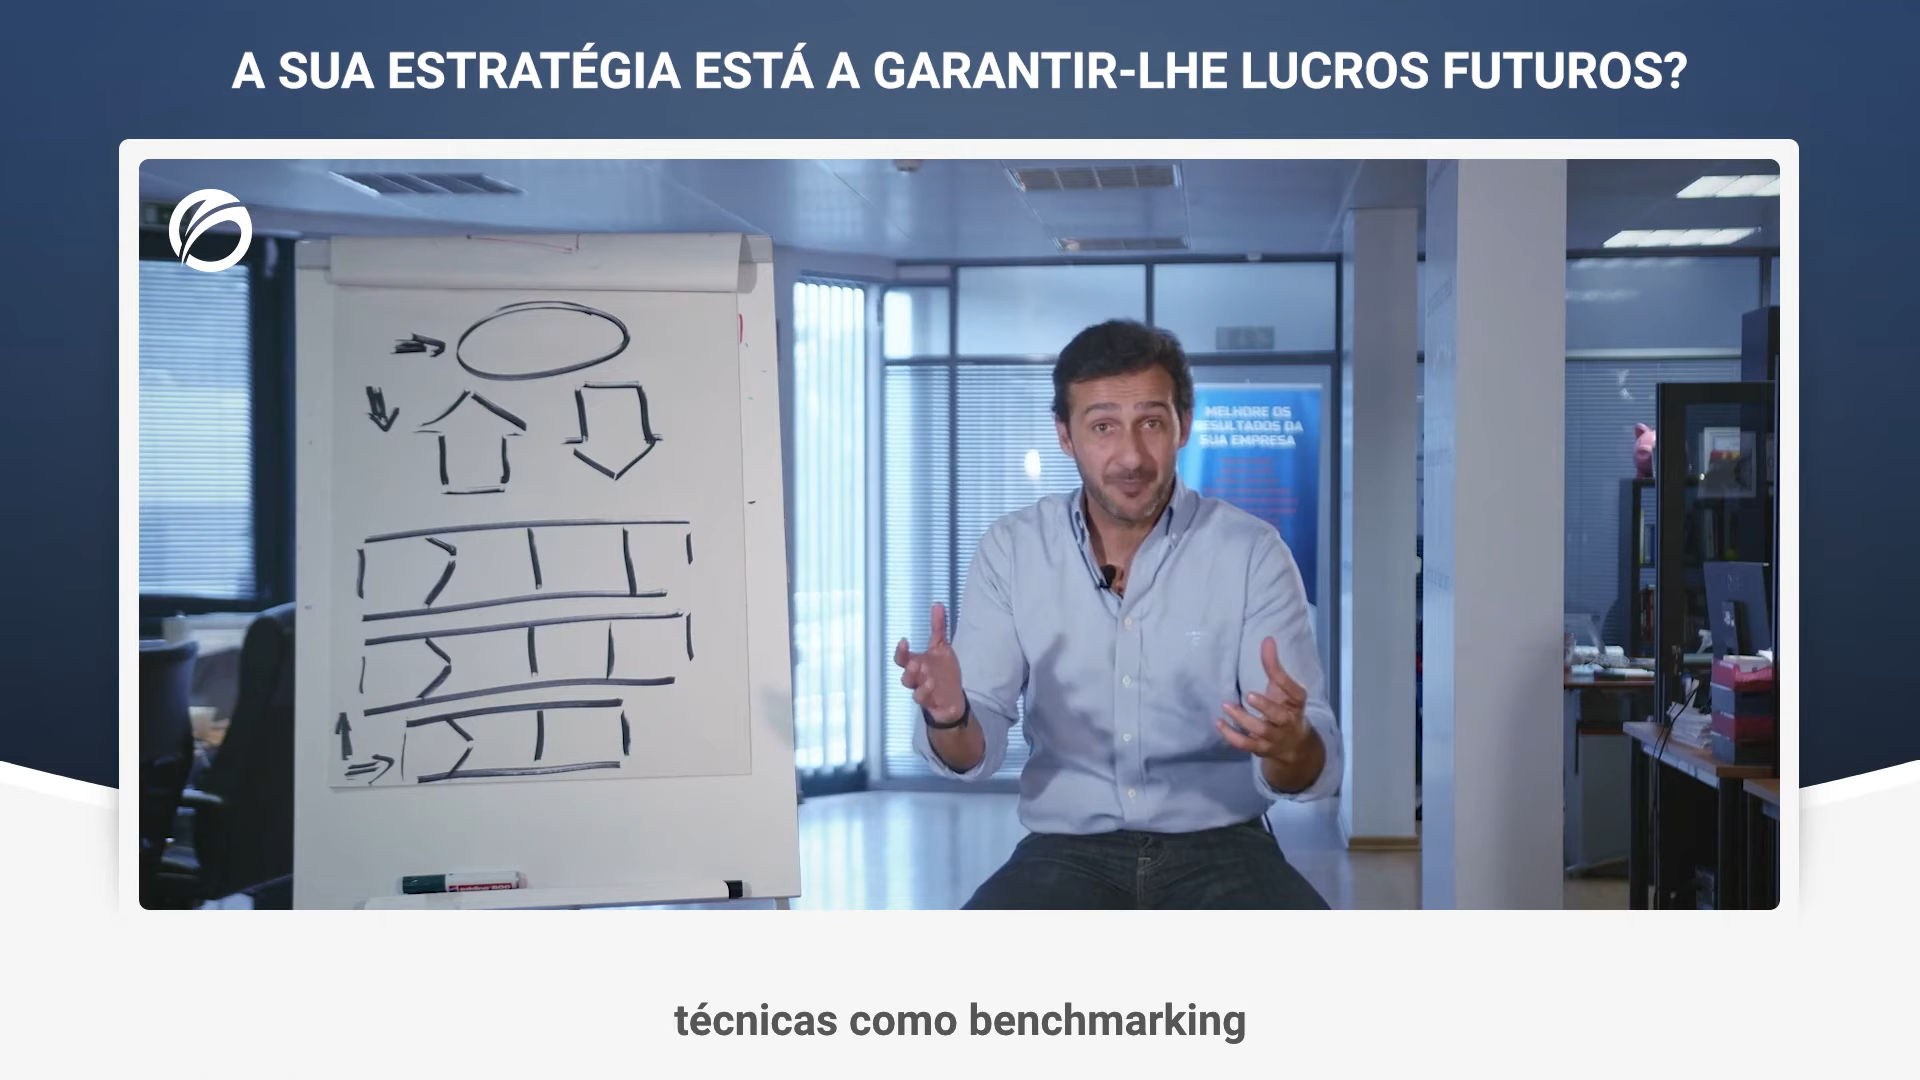 A SUA ESTRATÉGIA ESTÁ A GARANTIR-LHE LUCROS FUTUROS?
MELHORE OS
RESULTADOS DA
SUA EMPRESA
técnicas como benchmarking